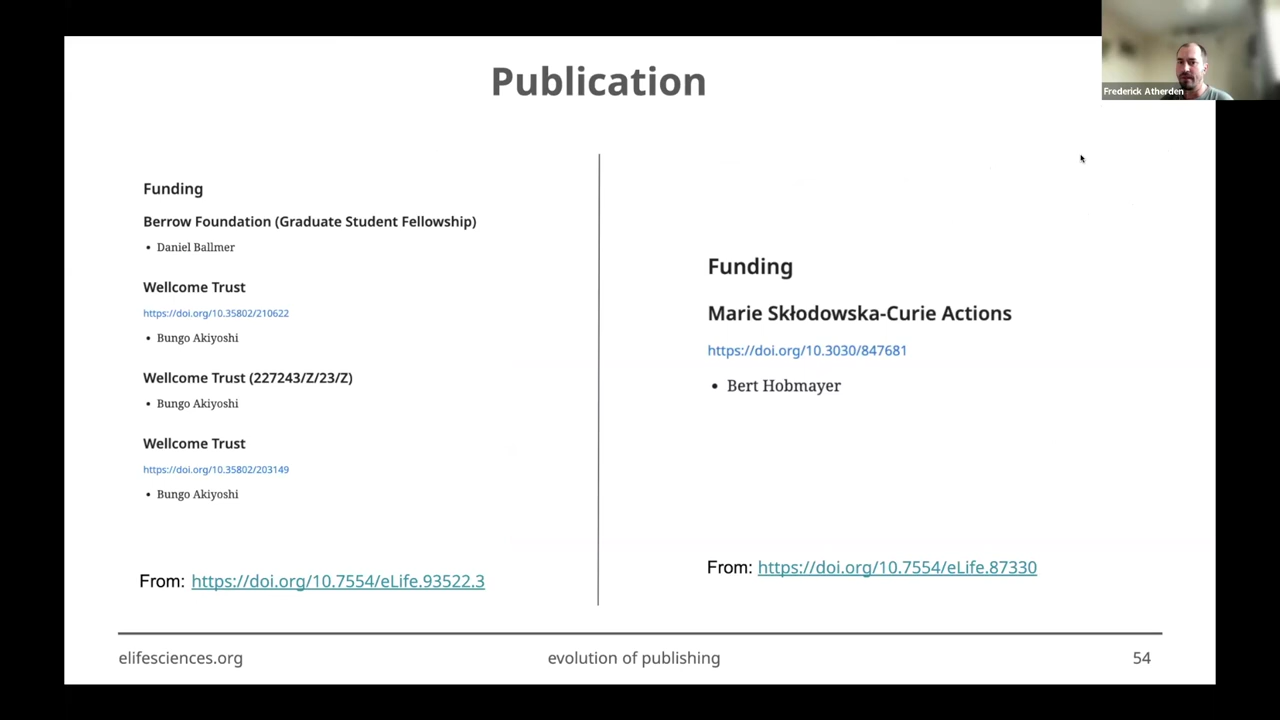 Publication
Frederick Atherden
Funding
Berrow Foundation (Graduate Student Fellowship)
• Daniel Ballmer
Wellcome Trust
https://doi.org/10.35802/210622
• Bungo Akiyoshi
Wellcome Trust (227243/Z/23/Z)
• Bungo Akiyoshi
Wellcome Trust
https://doi.org/10.35802/203149
• Bungo Akiyoshi
From: https://doi.org/10.7554/eLife.93522.3
Funding
Marie Skłodowska-Curie Actions
https://doi.org/10.3030/847681
• Bert Hobmayer
From: https://doi.org/10.7554/eLife.87330
elifesciences.org
evolution of publishing
54